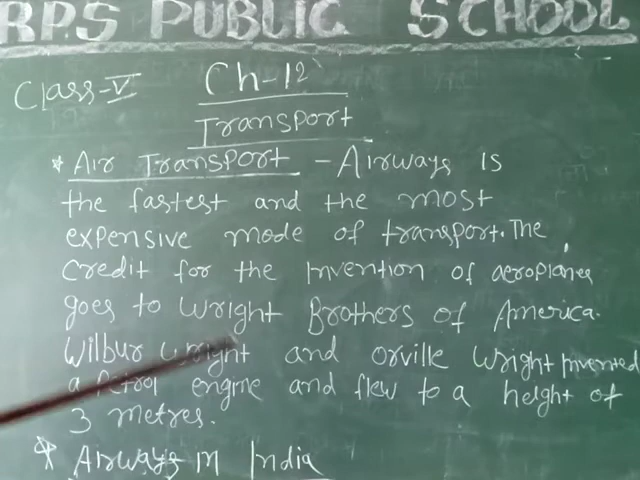 RPS PUBLIC SCHOOL
Class-V Ch-12
Transport
* Air Transport - Airways is
the fastest and the most
expensive mode of transport. The
credit for the invention of aeroplanes
goes to Wright Brothers of America.
Wilbur Wright and Orville Wright invented
a Petrol engine and flew to a height of
3 metres.
* Airways in India